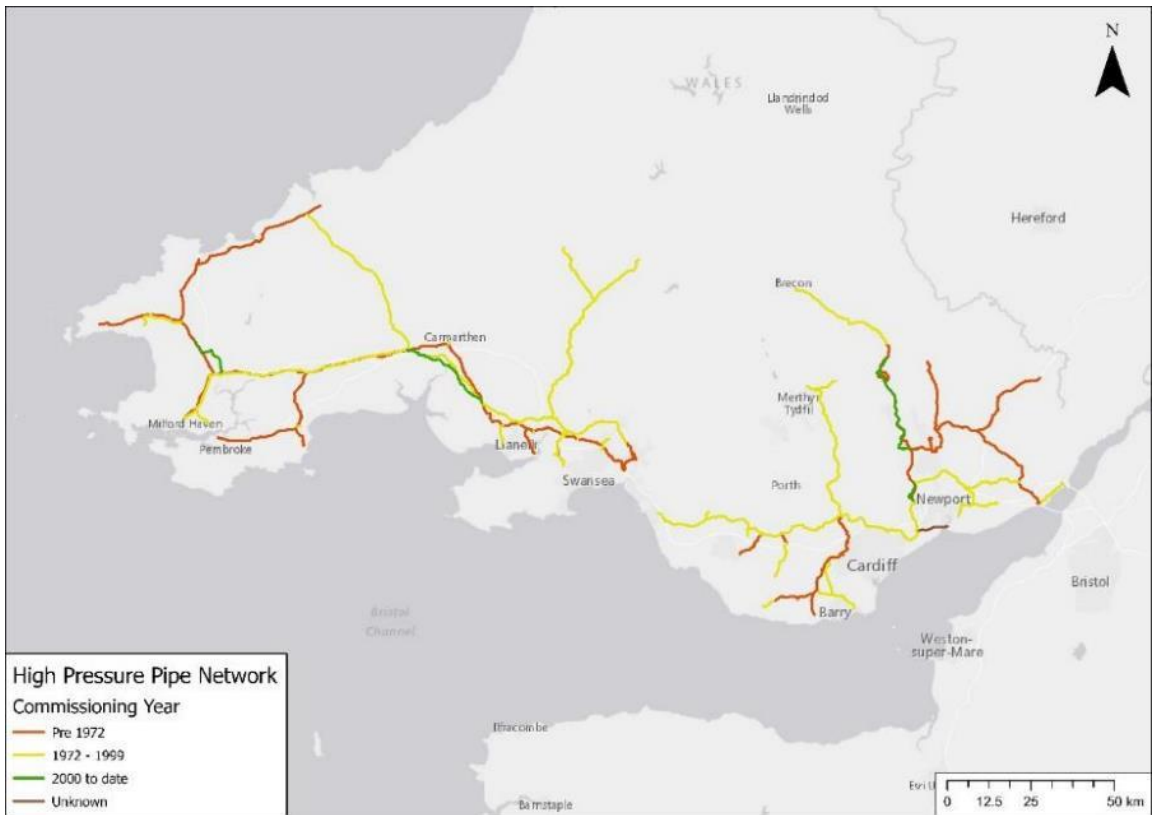 N
WALES
Llandrindod
Wells
Hereford
Brecon
Carmarthen
Merthyr
Tydfil
Milford Haven
Pembroke
Llanelli
Swansea
Porth
Newport
Cardiff
Barry
Bristol
Bristol
Channel
Weston-
super-Mare
Ilfracombe
Barnstaple
High Pressure Pipe Network
Commissioning Year
Pre 1972
1972 - 1999
2000 to date
Unknown
Esri U
0 12.5 25 50 km